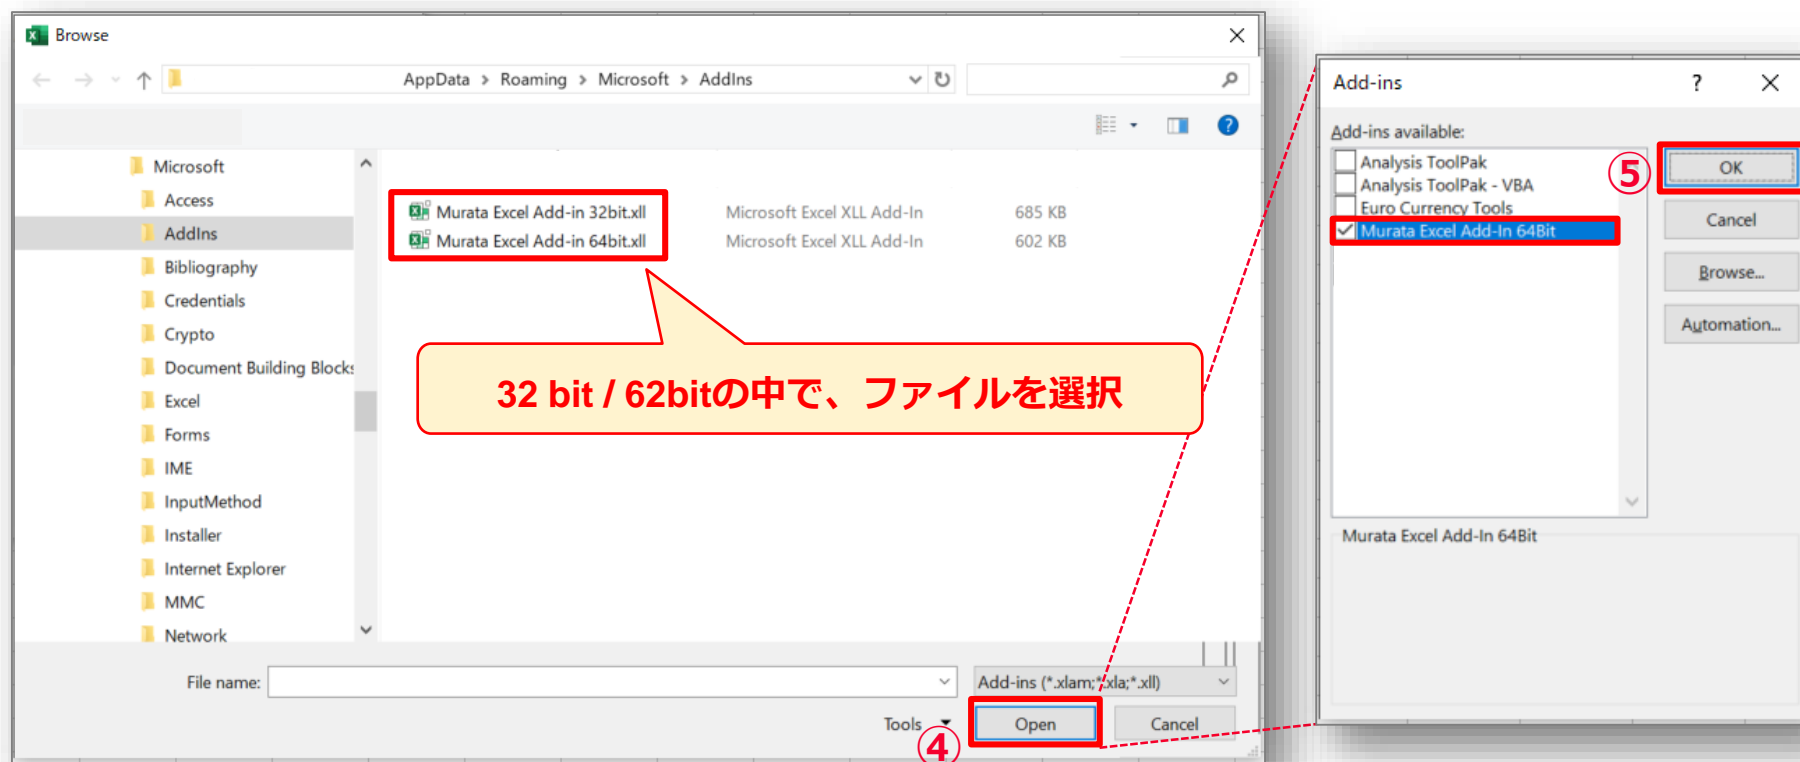 Browse
AppData > Roaming > Microsoft > AddIns
Microsoft
Access
AddIns
Bibliography
Credentials
Crypto
Document Building Blocks
Excel
Forms
IME
InputMethod
Installer
Internet Explorer
MMC
Network
Murata Excel Add-in 32bit.xll Microsoft Excel XLL Add-In 685 KB
Murata Excel Add-in 64bit.xll Microsoft Excel XLL Add-In 602 KB
32 bit / 62bitの中で、ファイルを選択
File name:
Add-ins (*.xlam;*.xla;*.xll)
Tools
④
Open
Cancel
Add-ins
?
Add-ins available:
Analysis ToolPak
Analysis ToolPak - VBA
Euro Currency Tools
Murata Excel Add-In 64Bit
⑤
OK
Cancel
Browse...
Automation...
Murata Excel Add-In 64Bit